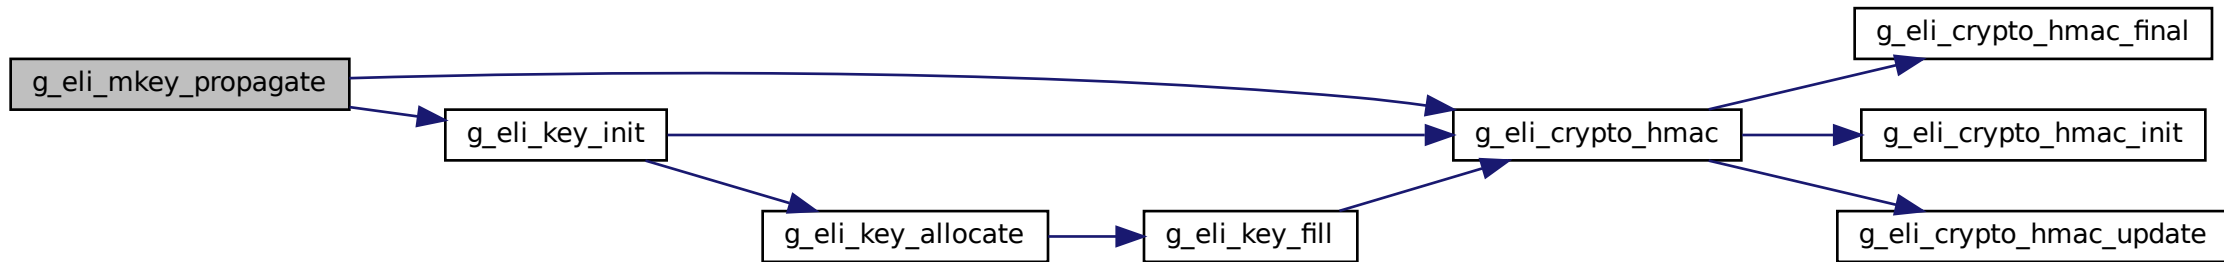 g_eli_mkey_propagate
g_eli_key_init
g_eli_key_allocate
g_eli_key_fill
g_eli_crypto_hmac
g_eli_crypto_hmac_final
g_eli_crypto_hmac_init
g_eli_crypto_hmac_update